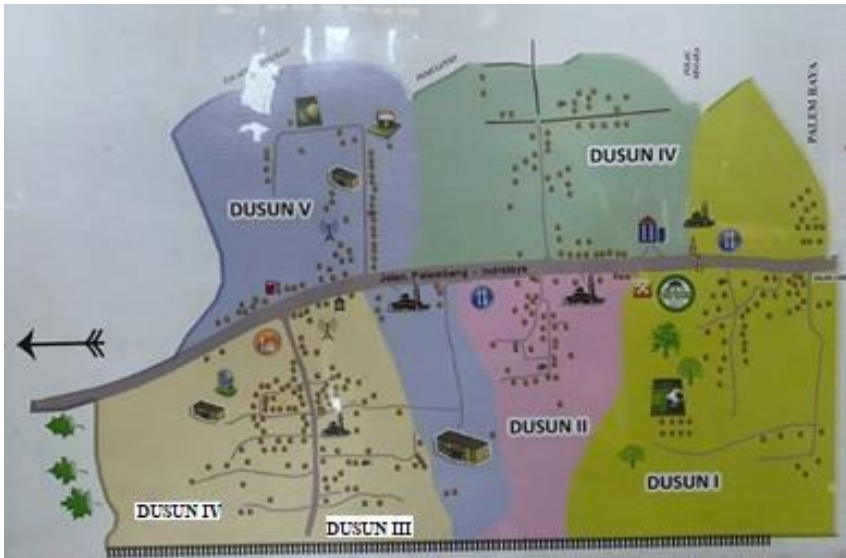 PALEM RAYA
DUSUN IV
DUSUN V
Jalan Palembang - Indralaya
DUSUN II
DUSUN I
DUSUN IV
DUSUN III